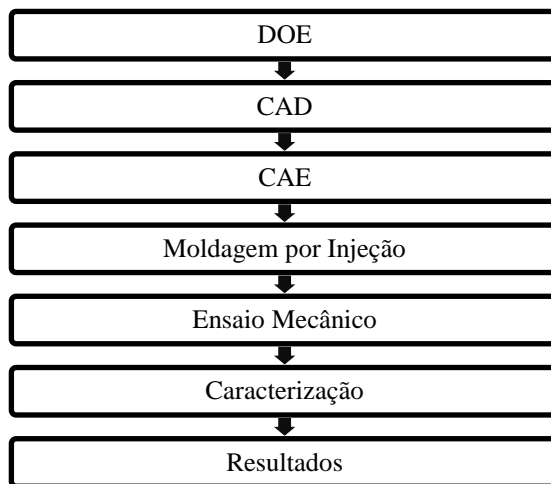 DOE
CAD
CAE
Moldagem por Injeção
Ensaio Mecânico
Caracterização
Resultados